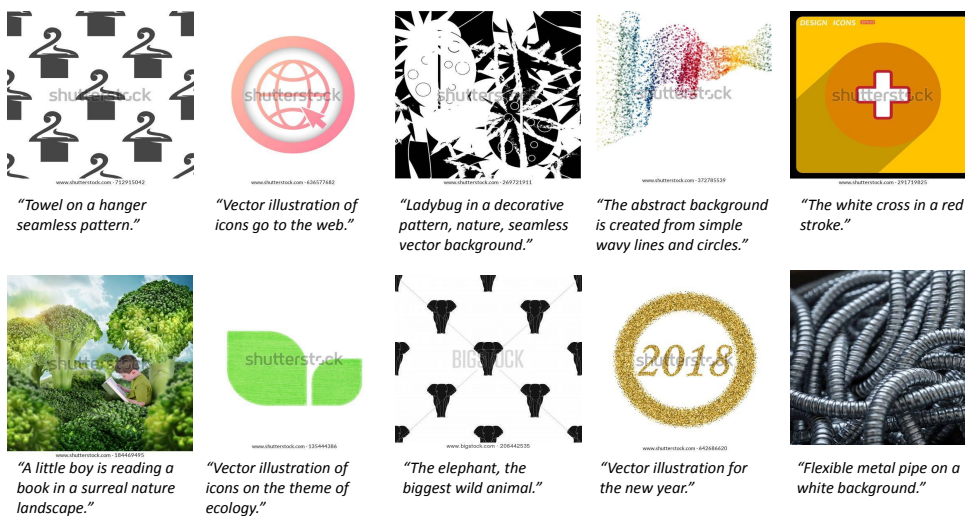 DESIGN ICONS
shutterstock
shutterstock
shutterstock
shutterstock
shutterstock
www.shutterstock.com · 712915042
www.shutterstock.com · 636577682
www.shutterstock.com · 269721911
www.shutterstock.com · 372785539
www.shutterstock.com · 291719825
"Towel on a hanger
seamless pattern."
"Vector illustration of
icons go to the web."
"Ladybug in a decorative
pattern, nature, seamless
vector background."
"The abstract background
is created from simple
wavy lines and circles."
"The white cross in a red
stroke."
shutterstock
shutterstock
BIGSTOCK
shutterstock
2018
shutterstock
www.shutterstock.com · 184469495
www.shutterstock.com · 135444386
www.bigstock.com · 206442535
www.shutterstock.com · 642686620
"A little boy is reading a
book in a surreal nature
landscape."
"Vector illustration of
icons on the theme of
ecology."
"The elephant, the
biggest wild animal."
"Vector illustration for
the new year."
"Flexible metal pipe on a
white background."